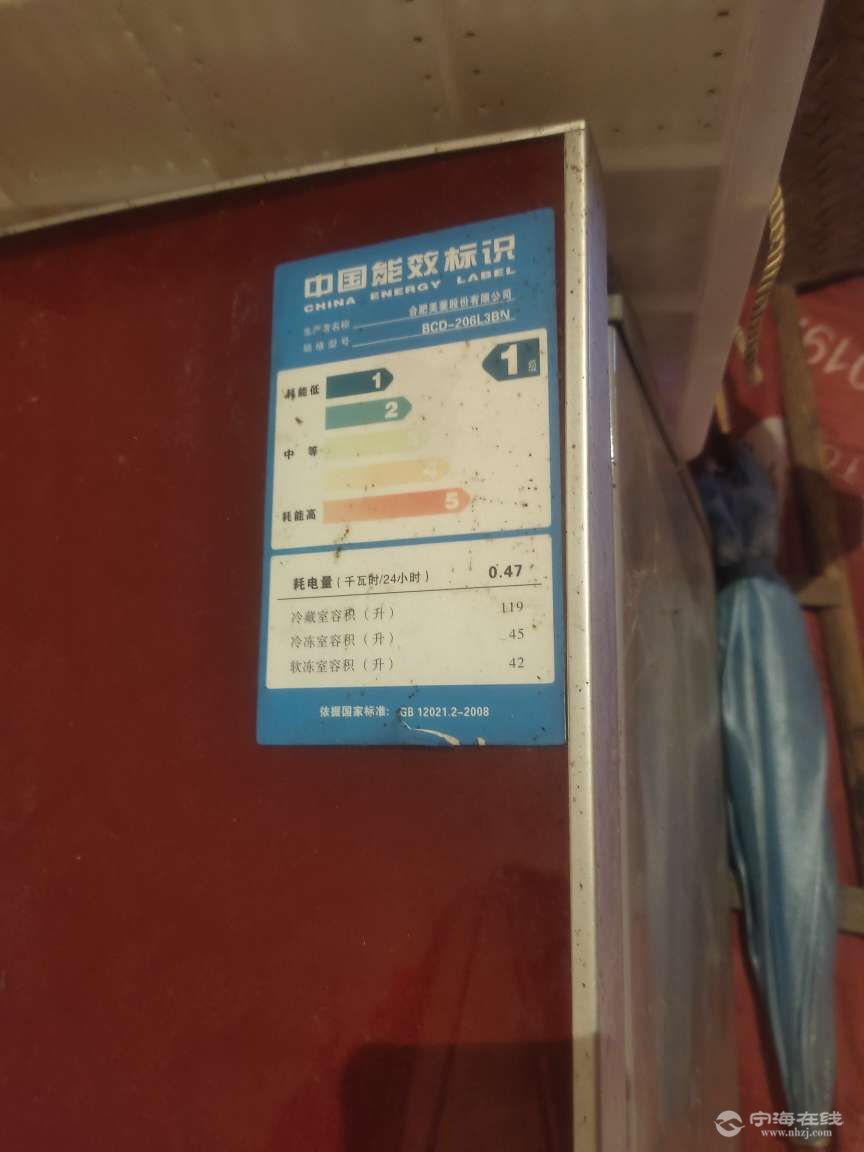 中国能效标识
CHINA ENERGY LABEL
生产者名称 合肥美菱股份有限公司
规格型号 BCD-206L3BN
耗能低 1 1级
2
中等 3
4
耗能高 5
耗电量(千瓦时/24小时) 0.47
冷藏室容积(升) 119
冷冻室容积(升) 45
软冻室容积(升) 42
依据国家标准: GB 12021.2-2008
宁海在线
www.nhzj.com